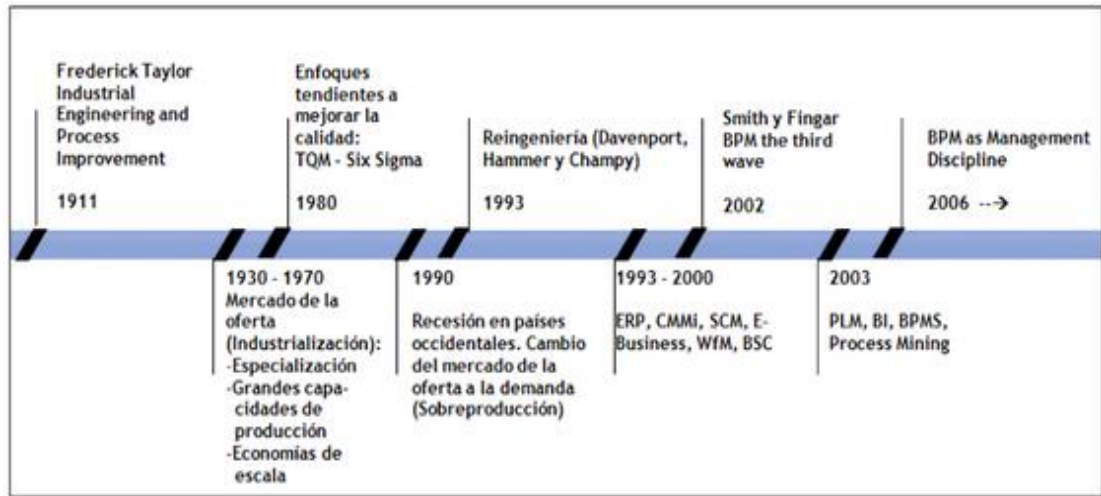 Frederick Taylor
Industrial
Engineering and
Process
Improvement
1911
Enfoques
tendientes a
mejorar la
calidad:
TQM - Six Sigma
1980
Reingeniería (Davenport,
Hammer y Champy)
1993
Smith y Fingar
BPM the third
wave
2002
BPM as Management
Discipline
2006 --→
1930 - 1970
Mercado de la
oferta
(Industrialización):
-Especialización
-Grandes capa-
cidades de
producción
-Economías de
escala
1990
Recesión en países
occidentales. Cambio
del mercado de la
oferta a la demanda
(Sobreproducción)
1993 - 2000
ERP, CMMi, SCM, E-
Business, WfM, BSC
2003
PLM, BI, BPMS,
Process Mining